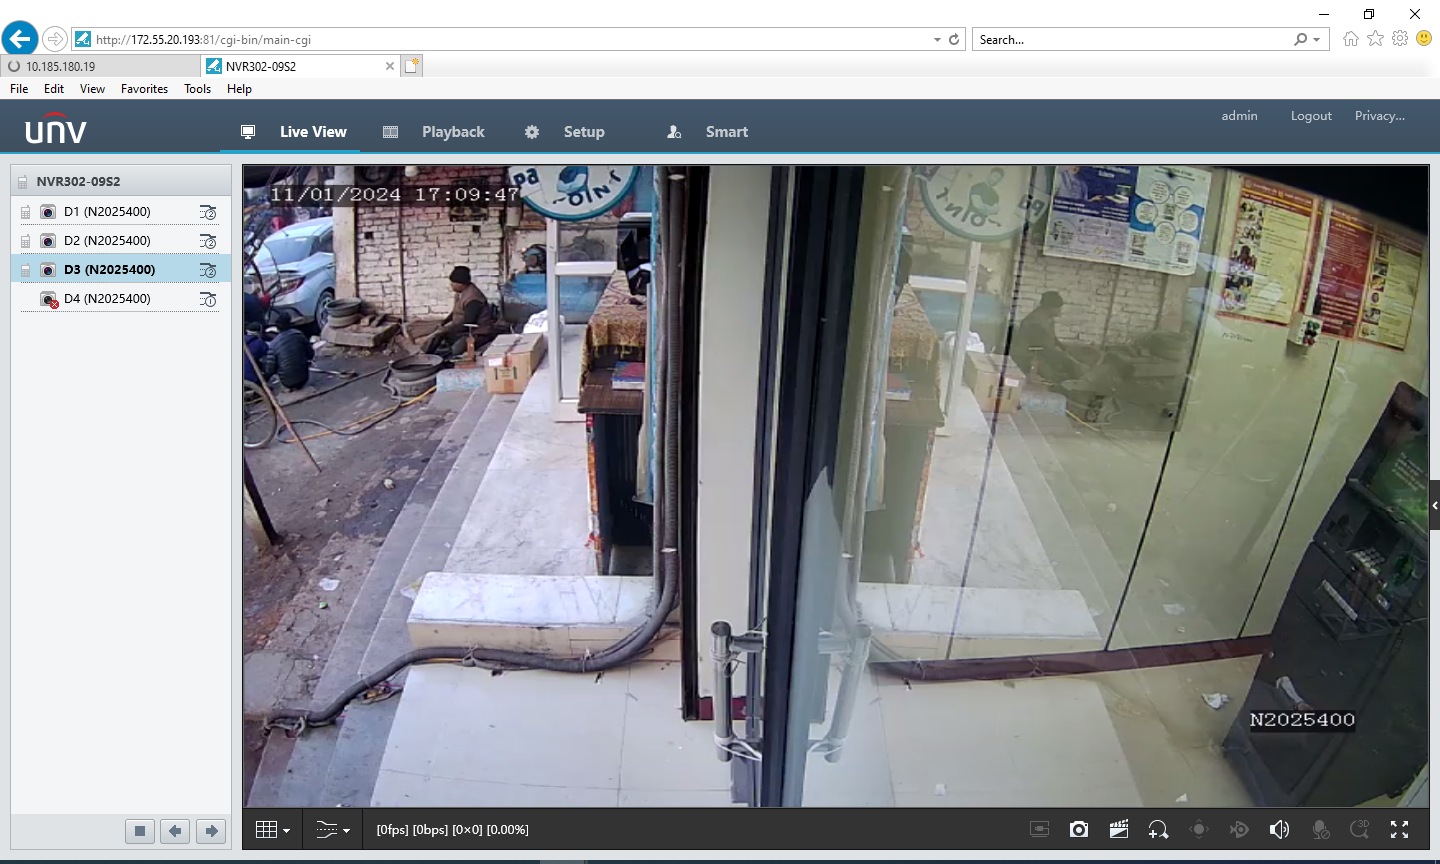 http://172.55.20.193:81/cgi-bin/main-cgi
Search...
10.185.180.19
NVR302-09S2
File Edit View Favorites Tools Help
unv
Live View
Playback
Setup
Smart
admin
Logout
Privacy...
NVR302-09S2
D1 (N2025400)
D2 (N2025400)
D3 (N2025400)
D4 (N2025400)
11/01/2024 17:09:47
POINT
N2025400
[0fps] [0bps] [0×0] [0.00%]